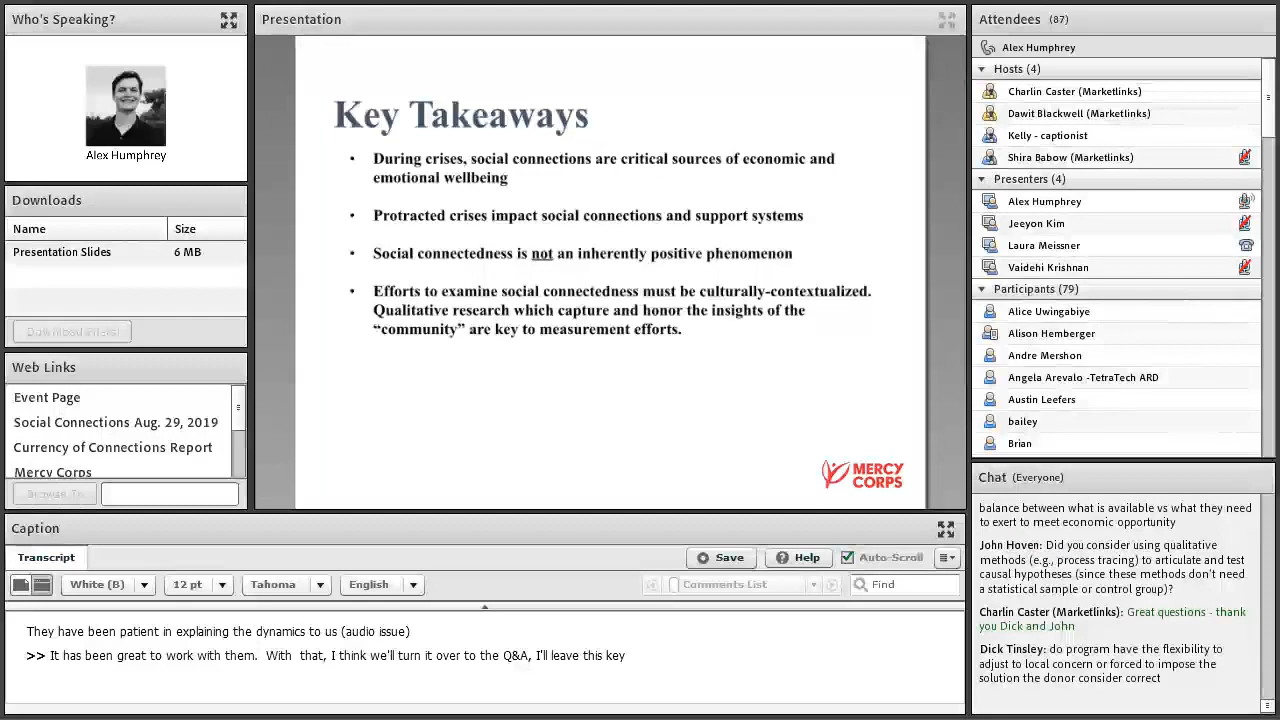 Who's Speaking?
Alex Humphrey
Downloads
Name Size
Presentation Slides 6 MB
Download File(s)
Web Links
Event Page
Social Connections Aug. 29, 2019
Currency of Connections Report
Mercy Corps
Browse To
Presentation
Key Takeaways
• During crises, social connections are critical sources of economic and
emotional wellbeing
• Protracted crises impact social connections and support systems
• Social connectedness is not an inherently positive phenomenon
• Efforts to examine social connectedness must be culturally-contextualized.
Qualitative research which capture and honor the insights of the
“community” are key to measurement efforts.
MERCY
CORPS
Caption
Transcript
Save Help Auto-Scroll
White (B) 12 pt Tahoma English Comments List Find
They have been patient in explaining the dynamics to us (audio issue)
>> It has been great to work with them.  With  that, I think we'll turn it over to the Q&A, I'll leave this key
Attendees (87)
Alex Humphrey
Hosts (4)
Charlin Caster (Marketlinks)
Dawit Blackwell (Marketlinks)
Kelly - captionist
Shira Babow (Marketlinks)
Presenters (4)
Alex Humphrey
Jeeyon Kim
Laura Meissner
Vaidehi Krishnan
Participants (79)
Alice Uwingabiye
Alison Hemberger
Andre Mershon
Angela Arevalo -TetraTech ARD
Austin Leefers
bailey
Brian
Chat (Everyone)
balance between what is available vs what they need
to exert to meet economic opportunity
John Hoven: Did you consider using qualitative
methods (e.g., process tracing) to articulate and test
causal hypotheses (since these methods don't need
a statistical sample or control group)?
Charlin Caster (Marketlinks): Great questions - thank
you Dick and John
Dick Tinsley: do program have the flexibility to
adjust to local concern or forced to impose the
solution the donor consider correct